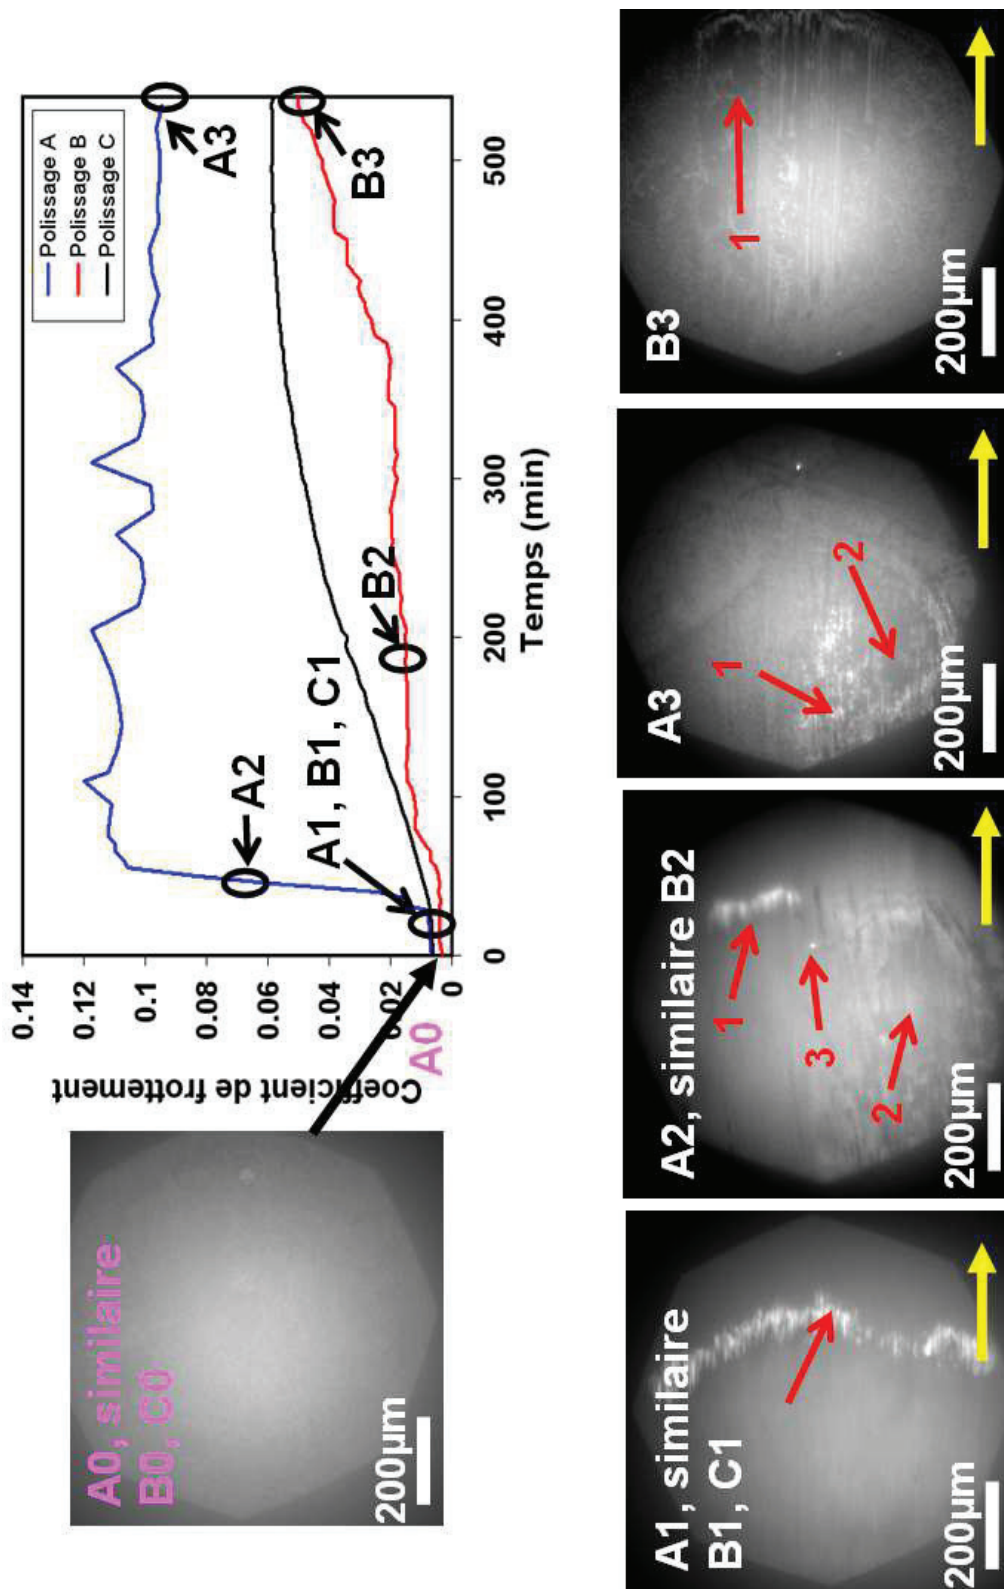 A0, similaire
B0, C0
200µm
Coefficient de frottement
0.14
0.12
0.1
0.08
0.06
0.04
0.02
0
A0
0
100
200
300
400
500
Temps (min)
Polissage A
Polissage B
Polissage C
A2
A1, B1, C1
B2
A3
B3
A1, similaire
B1, C1
200µm
A2, similaire B2
1
2
3
200µm
A3
1
2
200µm
B3
1
200µm